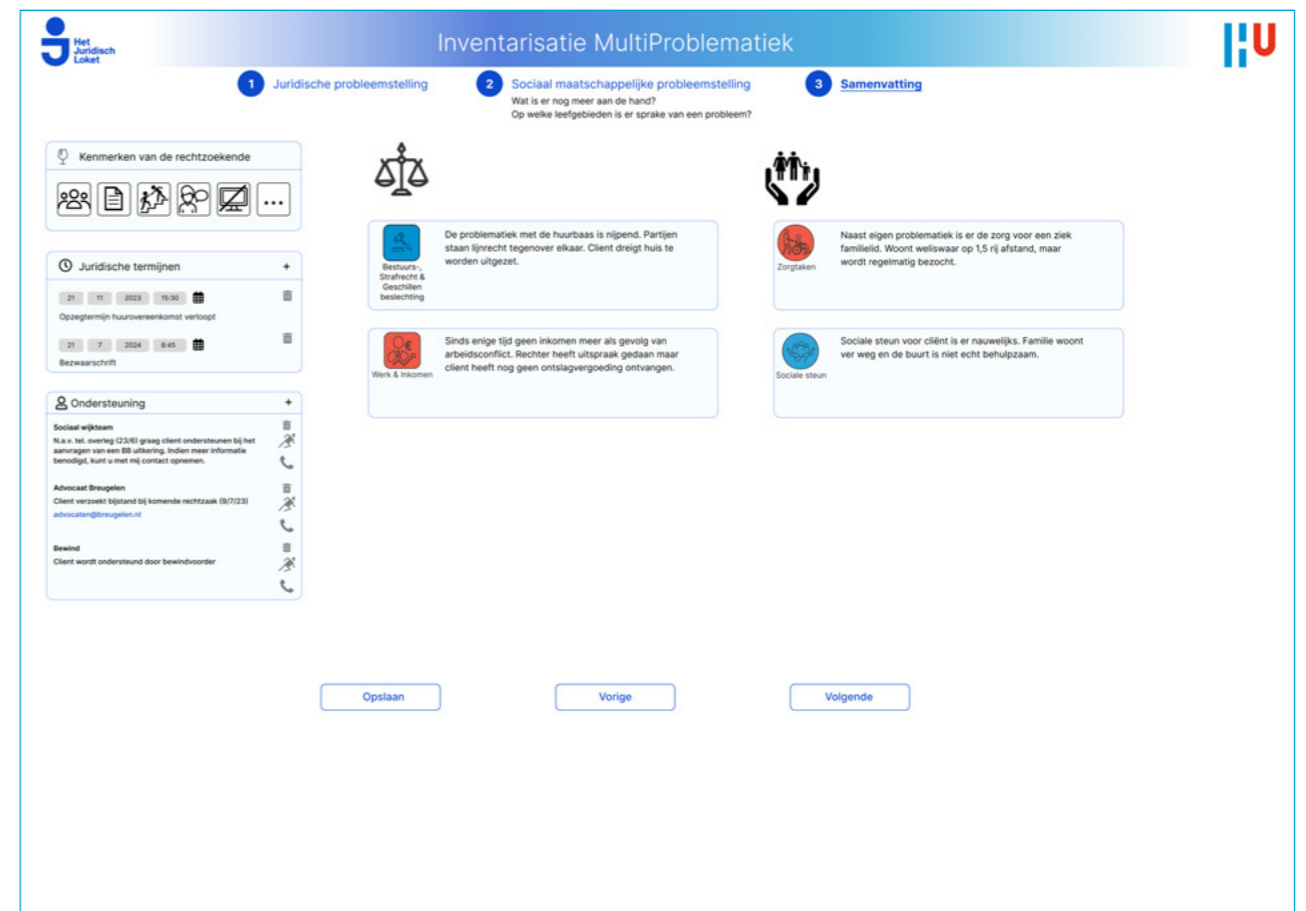 Het
Juridisch
Loket
Inventarisatie MultiProblematiek
HU
1 Juridische probleemstelling
2 Sociaal maatschappelijke probleemstelling
Wat is er nog meer aan de hand?
Op welke leefgebieden is er sprake van een probleem?
3 Samenvatting
Kenmerken van de rechtzoekende
...
Juridische termijnen +
21 11 2023 15:30
Opzegtermijn huurovereenkomst verloopt
21 7 2024 8:45
Bezwaarschrift
Ondersteuning +
Sociaal wijkteam
N.a.v. tel. overleg (23/6) graag client ondersteunen bij het
aanvragen van een BB uitkering. Indien meer informatie
benodigd, kunt u met mij contact opnemen.
Advocaat Breugelen
Client verzoekt bijstand bij komende rechtzaak (9/7/23)
advocaten@breugelen.nl
Bewind
Client wordt ondersteund door bewindvoorder
Bestuurs-,
Strafrecht &
Geschillen
beslechting
De problematiek met de huurbaas is nijpend. Partijen
staan lijnrecht tegenover elkaar. Client dreigt huis te
worden uitgezet.
Werk & Inkomen
Sinds enige tijd geen inkomen meer als gevolg van
arbeidsconflict. Rechter heeft uitspraak gedaan maar
client heeft nog geen ontslagvergoeding ontvangen.
Zorgtaken
Naast eigen problematiek is er de zorg voor een ziek
familielid. Woont weliswaar op 1,5 rij afstand, maar
wordt regelmatig bezocht.
Sociale steun
Sociale steun voor cliënt is er nauwelijks. Familie woont
ver weg en de buurt is niet echt behulpzaam.
Opslaan
Vorige
Volgende